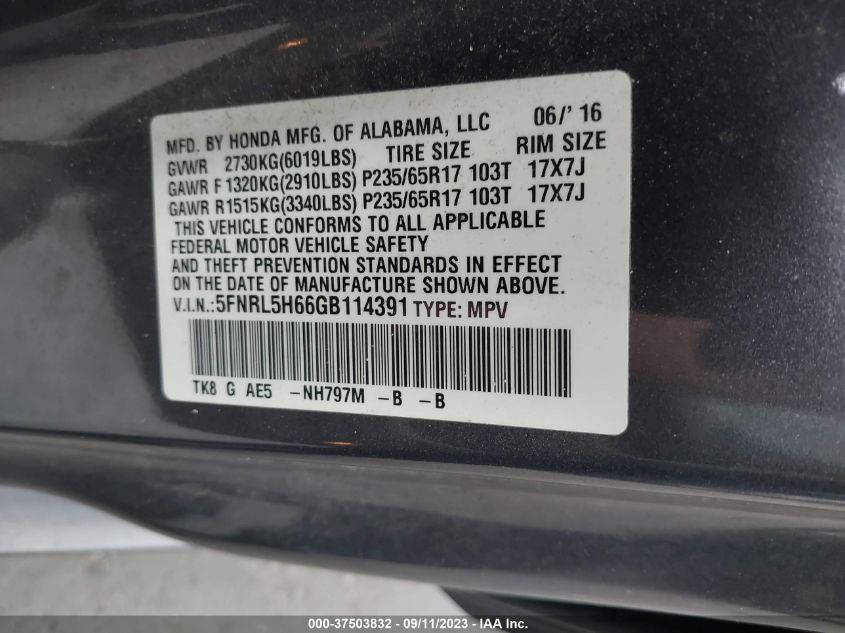 MFD. BY HONDA MFG. OF ALABAMA, LLC 06/' 16
GVWR 2730KG(6019LBS) TIRE SIZE RIM SIZE
GAWR F 1320KG(2910LBS) P235/65R17 103T 17X7J
GAWR R1515KG(3340LBS) P235/65R17 103T 17X7J
THIS VEHICLE CONFORMS TO ALL APPLICABLE
FEDERAL MOTOR VEHICLE SAFETY
AND THEFT PREVENTION STANDARDS IN EFFECT
ON THE DATE OF MANUFACTURE SHOWN ABOVE.
V.I.N.:5FNRL5H66GB114391 TYPE: MPV
TK8 G AE5 -NH797M -B -B
000-37503832 - 09/11/2023 - IAAI.com.